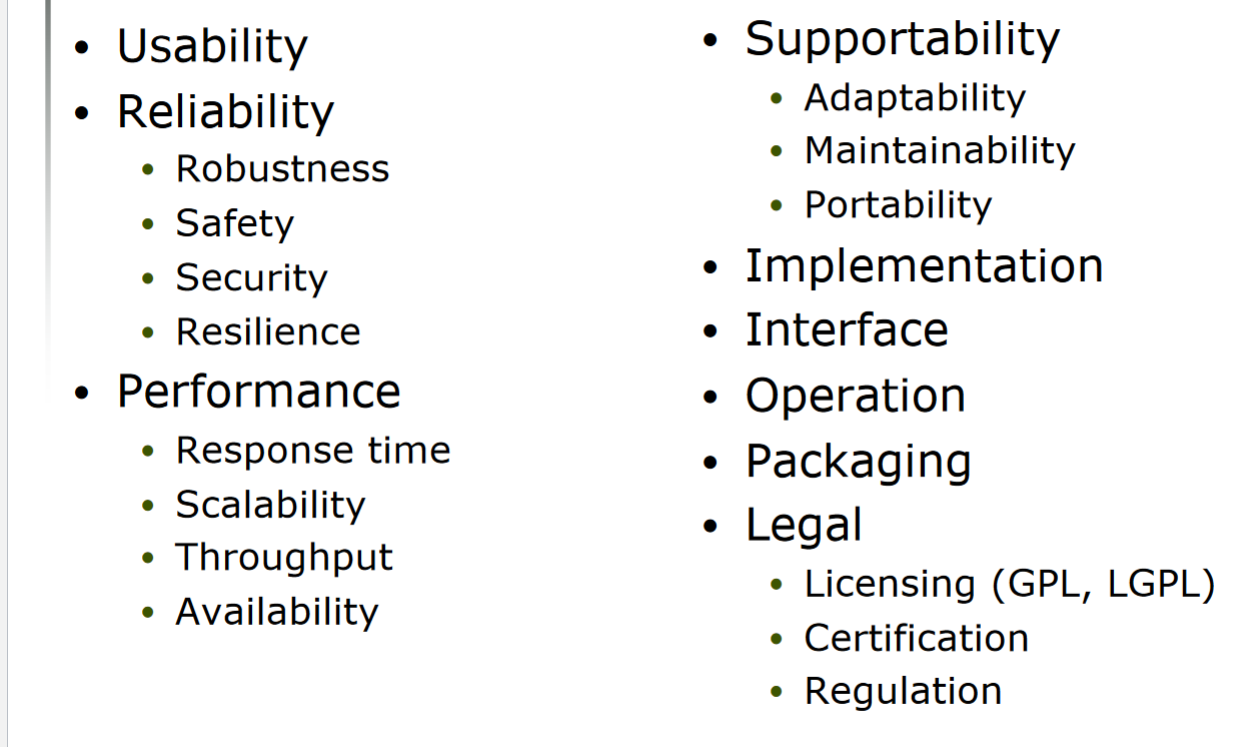 • Usability
• Reliability
• Robustness
• Safety
• Security
• Resilience
• Performance
• Response time
• Scalability
• Throughput
• Availability
• Supportability
• Adaptability
• Maintainability
• Portability
• Implementation
• Interface
• Operation
• Packaging
• Legal
• Licensing (GPL, LGPL)
• Certification
• Regulation